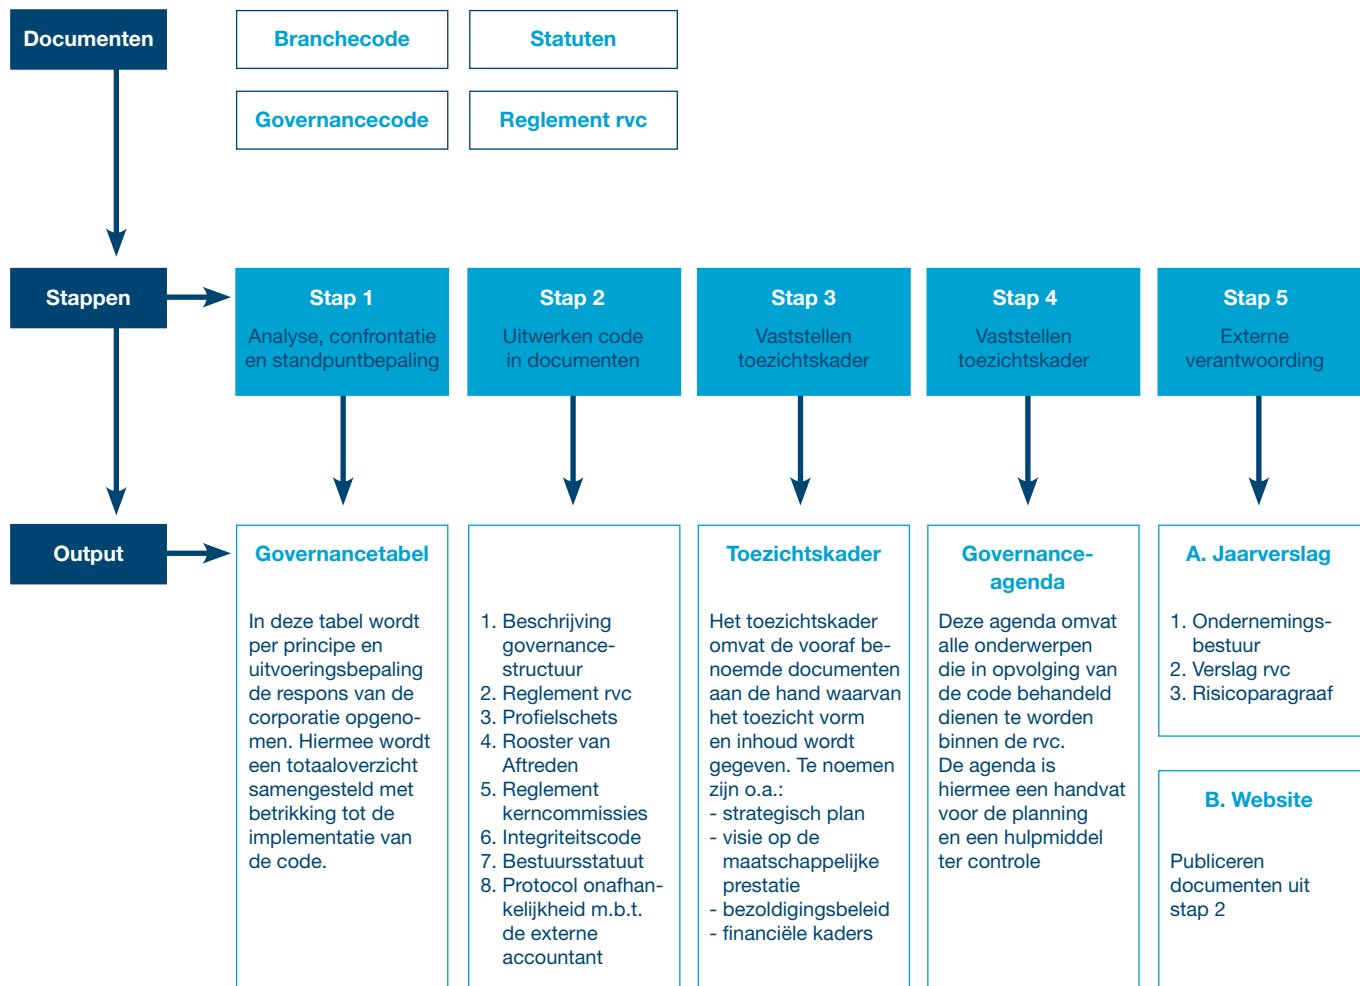 Documenten
Branchecode
Statuten
Governancecode
Reglement rvc
Stappen
Stap 1
Analyse, confrontatie
en standpuntbepaling
Stap 2
Uitwerken code
in documenten
Stap 3
Vaststellen
toezichtskader
Stap 4
Vaststellen
toezichtskader
Stap 5
Externe
verantwoording
Output
Governancetabel
In deze tabel wordt
per principe en
uitvoeringsbepaling
de respons van de
corporatie opgeno-
men. Hiermee wordt
een totaaloverzicht
samengesteld met
betrikking tot de
implementatie van
de code.
1. Beschrijving
governance-
structuur
2. Reglement rvc
3. Profielschets
4. Rooster van
Aftreden
5. Reglement
kerncommissies
6. Integriteitscode
7. Bestuursstatuut
8. Protocol onafhan-
kelijkheid m.b.t.
de externe
accountant
Toezichtskader
Het toezichtskader
omvat de vooraf be-
noemde documenten
aan de hand waarvan
het toezicht vorm
en inhoud wordt
gegeven. Te noemen
zijn o.a.:
- strategisch plan
- visie op de
maatschappelijke
prestatie
- bezoldigingsbeleid
- financiële kaders
Governance-
agenda
Deze agenda omvat
alle onderwerpen
die in opvolging van
de code behandeld
dienen te worden
binnen de rvc.
De agenda is
hiermee een handvat
voor de planning
en een hulpmiddel
ter controle
A. Jaarverslag
1. Ondernemings-
bestuur
2. Verslag rvc
3. Risicoparagraaf
B. Website
Publiceren
documenten uit
stap 2